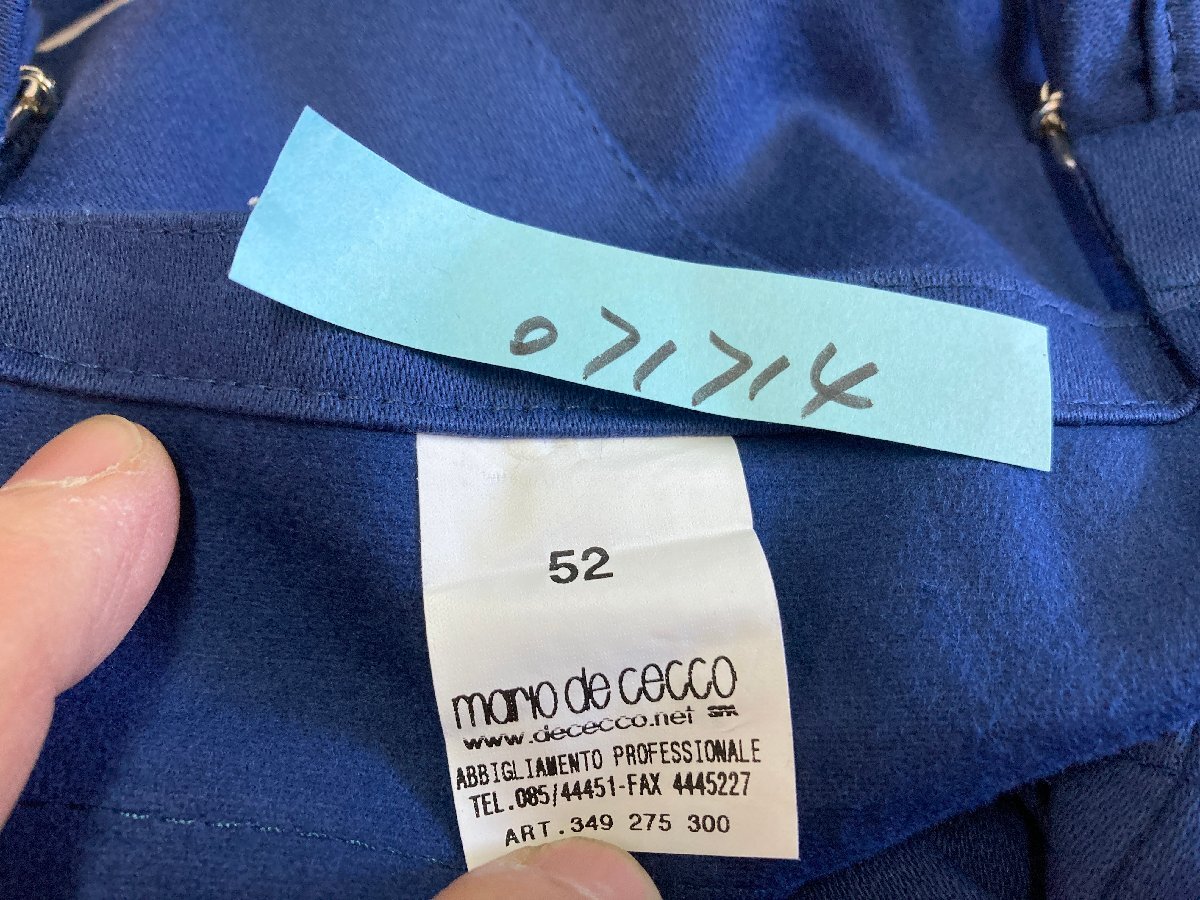 071714
52
mario de cecco
www.dececco.net
ABBIGLIAMENTO PROFESSIONALE
TEL.085/44451-FAX 4445227
ART.349 275 300